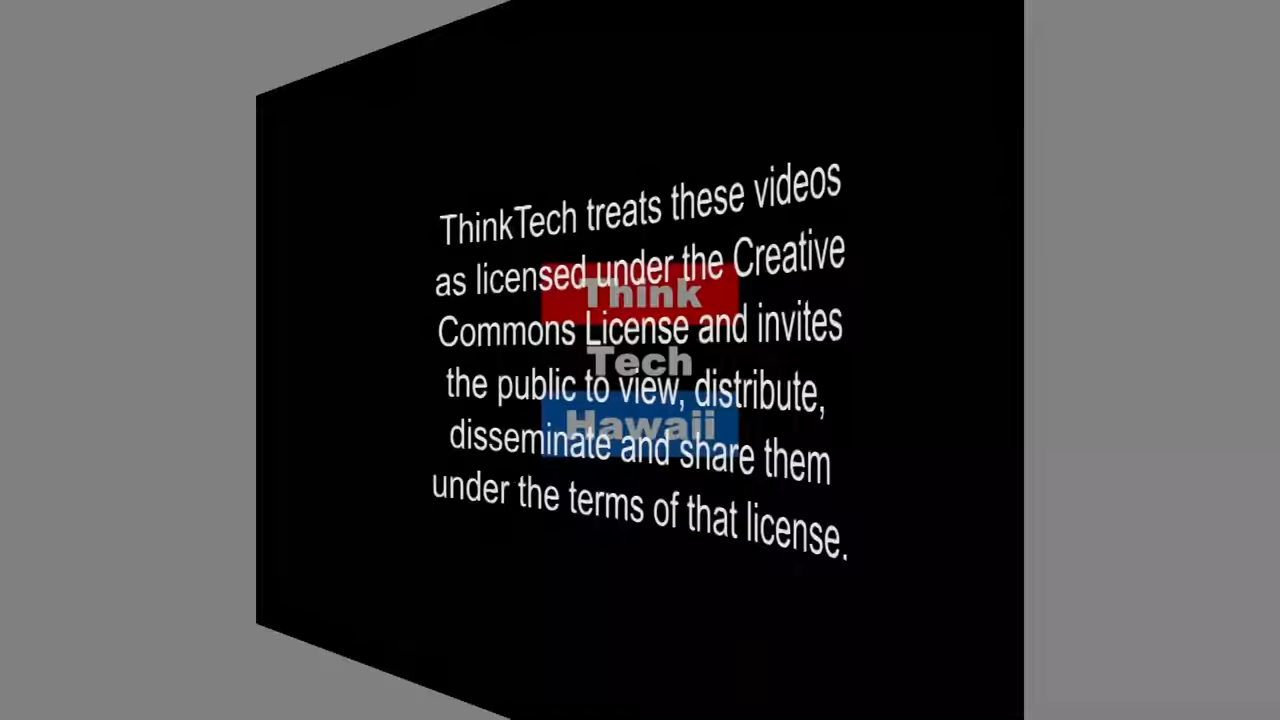 ThinkTech treats these videos
as licensed under the Creative
Commons License and invites
the public to view, distribute,
disseminate and share them
under the terms of that license.
Think
Tech
Hawaii